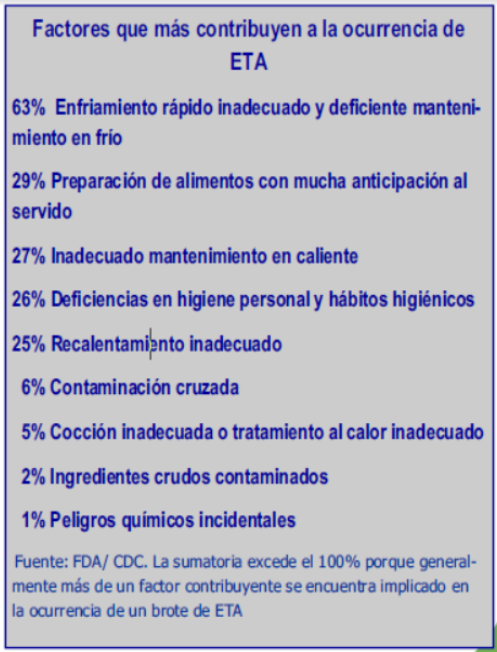 Factores que más contribuyen a la ocurrencia de
ETA
63% Enfriamiento rápido inadecuado y deficiente manteni-
miento en frío
29% Preparación de alimentos con mucha anticipación al
servido
27% Inadecuado mantenimiento en caliente
26% Deficiencias en higiene personal y hábitos higiénicos
25% Recalentamiento inadecuado
6% Contaminación cruzada
5% Cocción inadecuada o tratamiento al calor inadecuado
2% Ingredientes crudos contaminados
1% Peligros químicos incidentales
Fuente: FDA/ CDC. La sumatoria excede el 100% porque general-
mente más de un factor contribuyente se encuentra implicado en
la ocurrencia de un brote de ETA